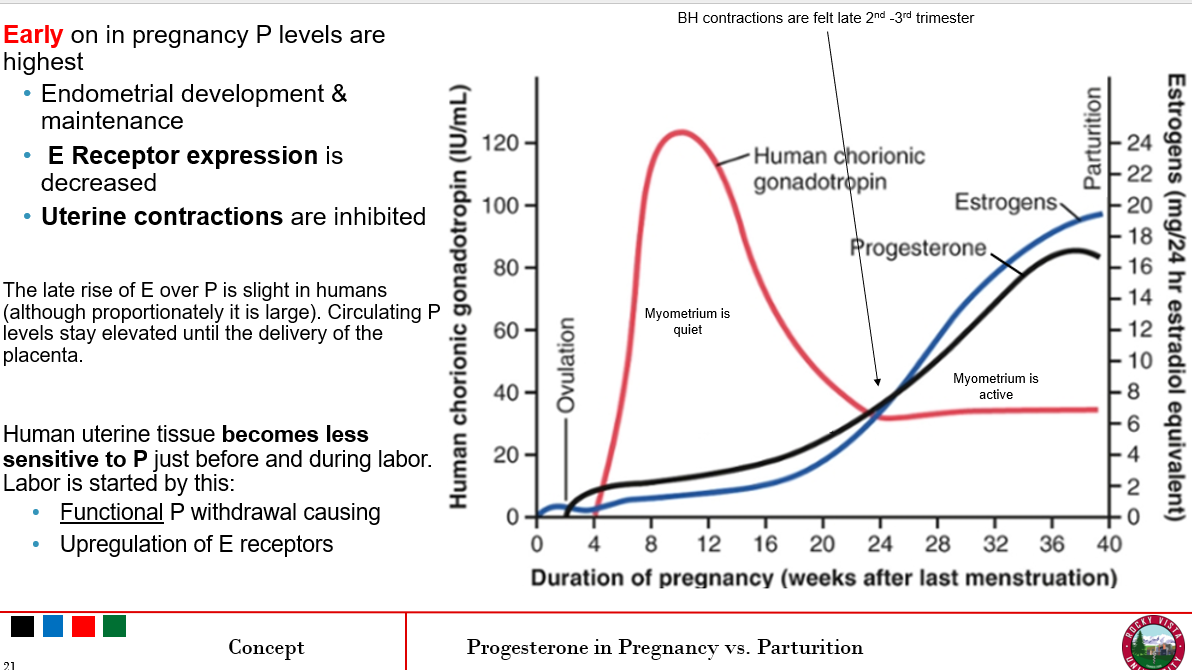 BH contractions are felt late 2nd -3rd trimester
Early on in pregnancy P levels are
highest
• Endometrial development &
maintenance
• E Receptor expression is
decreased
• Uterine contractions are inhibited
The late rise of E over P is slight in humans
(although proportionately it is large). Circulating P
levels stay elevated until the delivery of the
placenta.
Human uterine tissue becomes less
sensitive to P just before and during labor.
Labor is started by this:
• Functional P withdrawal causing
• Upregulation of E receptors
Human chorionic gonadotropin (IU/mL)
120
100
80
60
40
20
0
Ovulation
Human chorionic
gonadotropin
Estrogens
Progesterone
Myometrium is
quiet
Myometrium is
active
Parturition
24
22
20
18
16
14
12
10
8
6
4
2
0
Estrogens (mg/24 hr estradiol equivalent)
0 4 8 12 16 20 24 28 32 36 40
Duration of pregnancy (weeks after last menstruation)
Concept
Progesterone in Pregnancy vs. Parturition
21
ROCKY VISTA